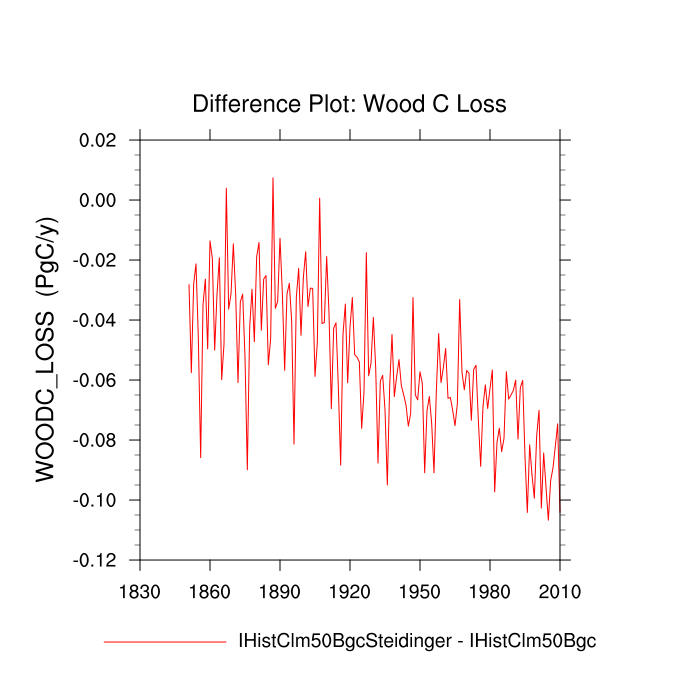 Difference Plot: Wood C Loss
WOODC_LOSS (PgC/y)
0.02
0.00
-0.02
-0.04
-0.06
-0.08
-0.10
-0.12
1830 1860 1890 1920 1950 1980 2010
IHistClm50BgcSteidinger - IHistClm50Bgc